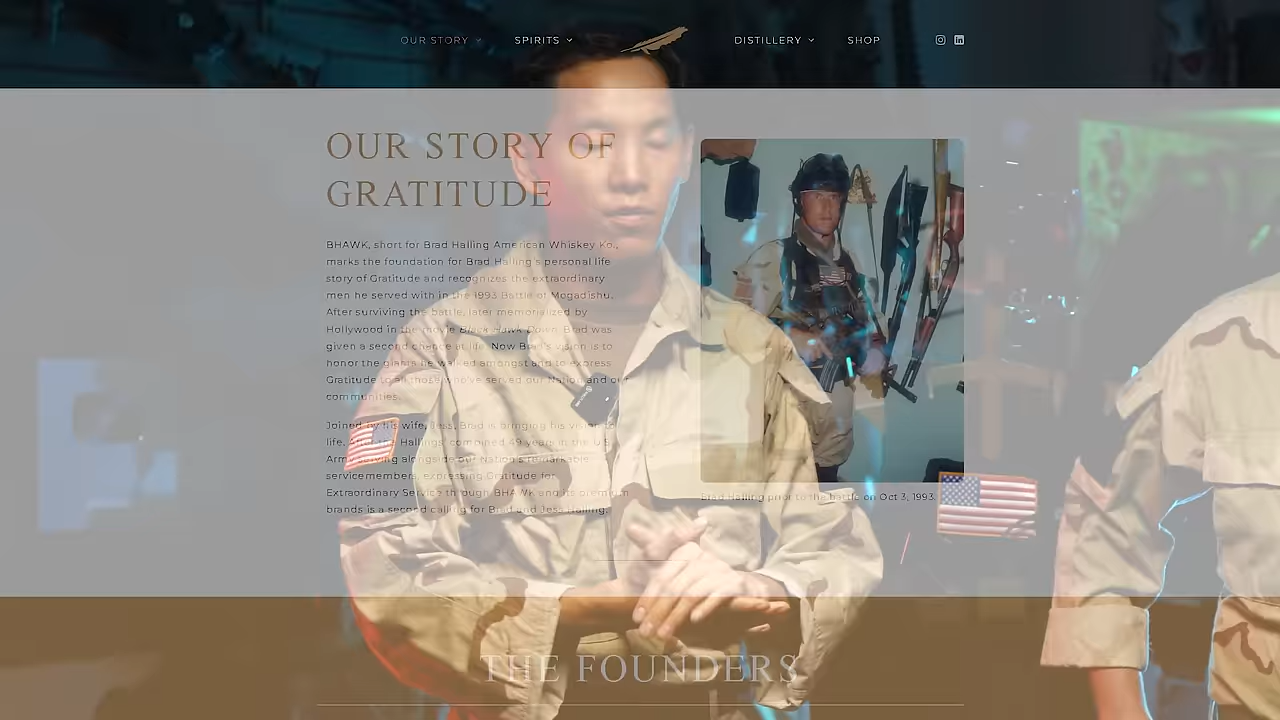 OUR STORY
SPIRITS
DISTILLERY
SHOP
OUR STORY OF
GRATITUDE
BHAWK, short for Brad Halling American Whiskey Ko.,
marks the foundation for Brad Halling's personal life
story of Gratitude and recognizes the extraordinary
men he served with in the 1993 Battle of Mogadishu.
After surviving the battle, later memorialized by
Hollywood in the movie Black Hawk Down, Brad was
given a second chance at life. Now Brad's vision is to
honor the giants he walked amongst and to express
Gratitude to all those who've served our Nation and our
communities.
Joined by his wife, Jess, Brad is bringing his vision to
life. As the Hallings' combined 49 years in the U.S.
Army serving alongside our Nation's remarkable
servicemembers, expressing Gratitude for
Extraordinary Service through BHAWK and its premium
brands is a second calling for Brad and Jess Halling.
Brad Halling prior to the battle on Oct 3, 1993.
THE FOUNDERS